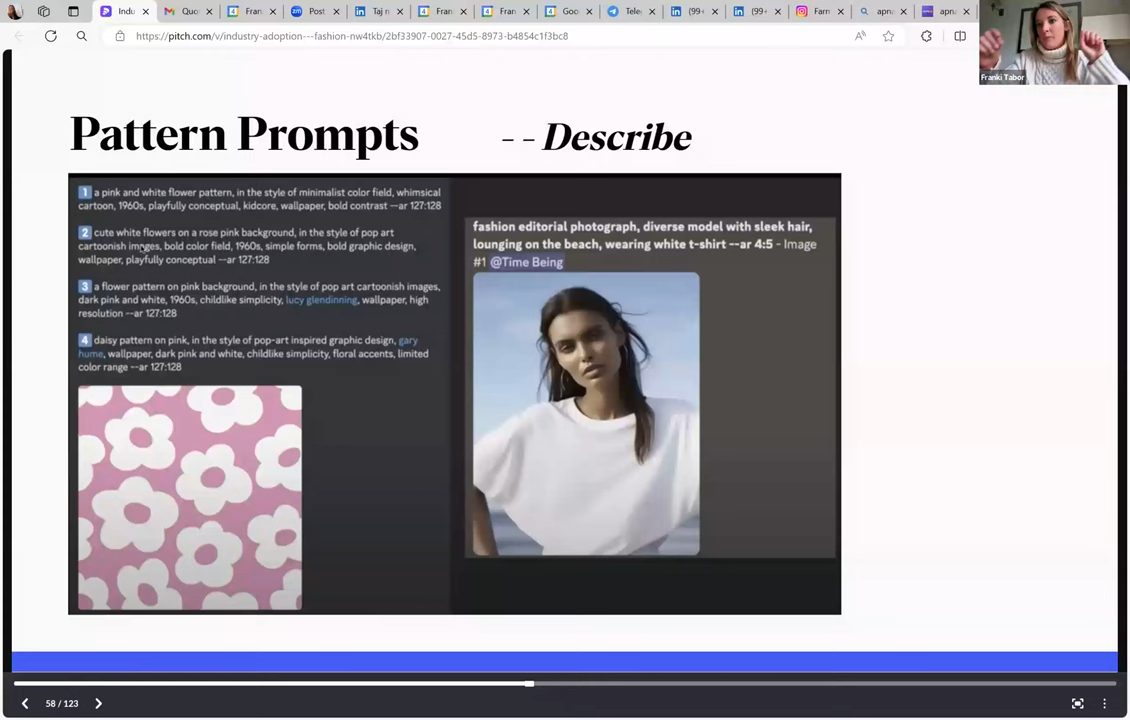 Indu
Quo
Fran
Post
Taj n
Fran
Fran
Goo
Tele
(99+
(99+
Farn
apna
apna
https://pitch.com/v/industry-adoption---fashion-nw4tkb/2bf33907-0027-45d5-8973-b4854c1f3bc8
Franki Tabor
Pattern Prompts
- - Describe
1 a pink and white flower pattern, in the style of minimalist color field, whimsical
cartoon, 1960s, playfully conceptual, kidcore, wallpaper, bold contrast --ar 127:128
2 cute white flowers on a rose pink background, in the style of pop art
cartoonish images, bold color field, 1960s, simple forms, bold graphic design,
wallpaper, playfully conceptual --ar 127:128
3 a flower pattern on pink background, in the style of pop art cartoonish images,
dark pink and white, 1960s, childlike simplicity, lucy glendinning, wallpaper, high
resolution --ar 127:128
4 daisy pattern on pink, in the style of pop-art inspired graphic design, gary
hume, wallpaper, dark pink and white, childlike simplicity, floral accents, limited
color range --ar 127:128
fashion editorial photograph, diverse model with sleek hair,
lounging on the beach, wearing white t-shirt --ar 4:5 - Image
#1 @Time Being
58 / 123